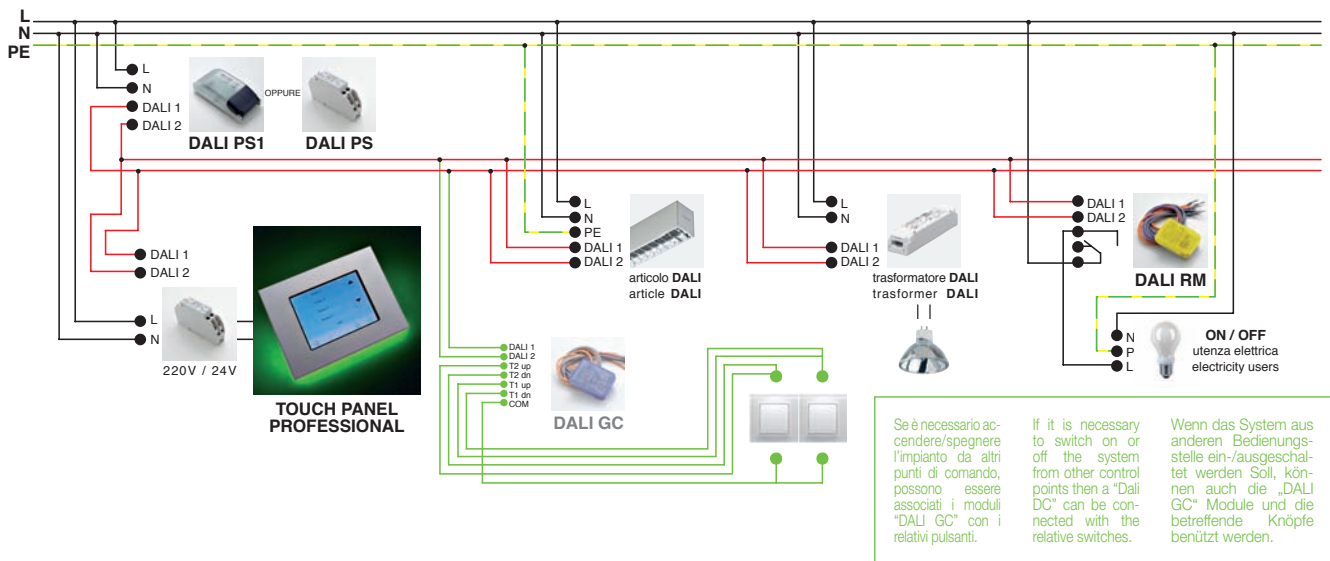 L
N
PE
L
N
DALI 1
DALI 2
OPPURE
DALI PS1
DALI PS
DALI 1
DALI 2
L
N
220V / 24V
TOUCH PANEL
PROFESSIONAL
DALI 1
DALI 2
T2 up
T2 dn
T1 up
T1 dn
COM
DALI GC
L
N
PE
DALI 1
DALI 2
articolo DALI
article DALI
L
N
DALI 1
DALI 2
trasformatore DALI
trasformer DALI
DALI 1
DALI 2
DALI RM
N
P
L
ON / OFF
utenza elettrica
electricity users
Se è necessario ac-
cendere/spegnere
l'impianto da altri
punti di comando,
possono essere
associati i moduli
"DALI GC" con i
relativi pulsanti.
If it is necessary
to switch on or
off the system
from other control
points then a "Dali
DC" can be con-
nected with the
relative switches.
Wenn das System aus
anderen Bedienungs-
stelle ein-/ausgeschal-
tet werden Soll, kön-
nen auch die „DALI
GC“ Module und die
betreffende Knöpfe
benützt werden.